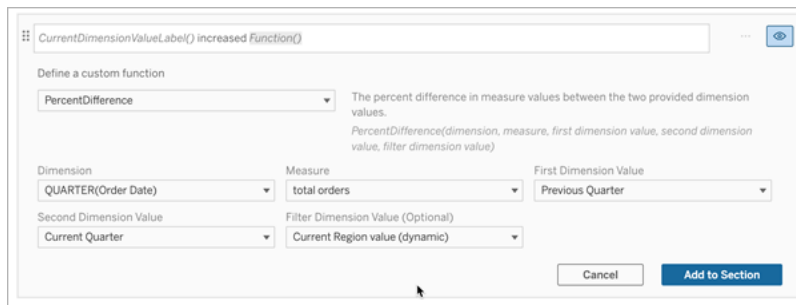 CurrentDimensionValueLabel() increased Function()
Define a custom function
PercentDifference
The percent difference in measure values between the two provided dimension
values.
PercentDifference(dimension, measure, first dimension value, second dimension
value, filter dimension value)
Dimension
Measure
First Dimension Value
QUARTER(Order Date)
total orders
Previous Quarter
Second Dimension Value
Filter Dimension Value (Optional)
Current Quarter
Current Region value (dynamic)
Cancel
Add to Section